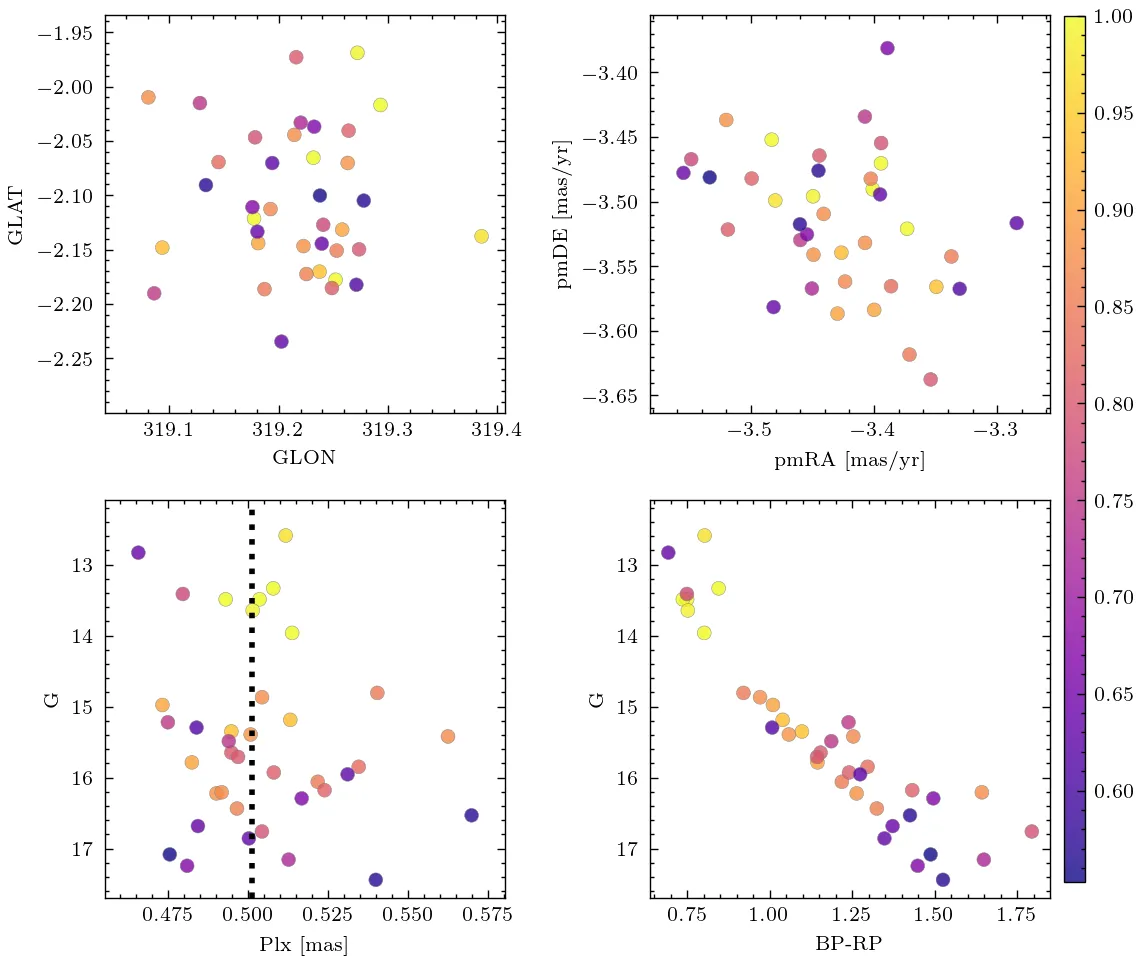 −1.95
−2.00
−2.05
−2.10
−2.15
−2.20
−2.25
GLAT
319.1 319.2 319.3 319.4
GLON
−3.40
−3.45
−3.50
−3.55
−3.60
−3.65
pmDE [mas/yr]
−3.5 −3.4 −3.3
pmRA [mas/yr]
1.00
0.95
0.90
0.85
0.80
0.75
0.70
0.65
0.60
13
14
15
16
17
G
0.475 0.500 0.525 0.550 0.575
Plx [mas]
13
14
15
16
17
G
0.75 1.00 1.25 1.50 1.75
BP-RP